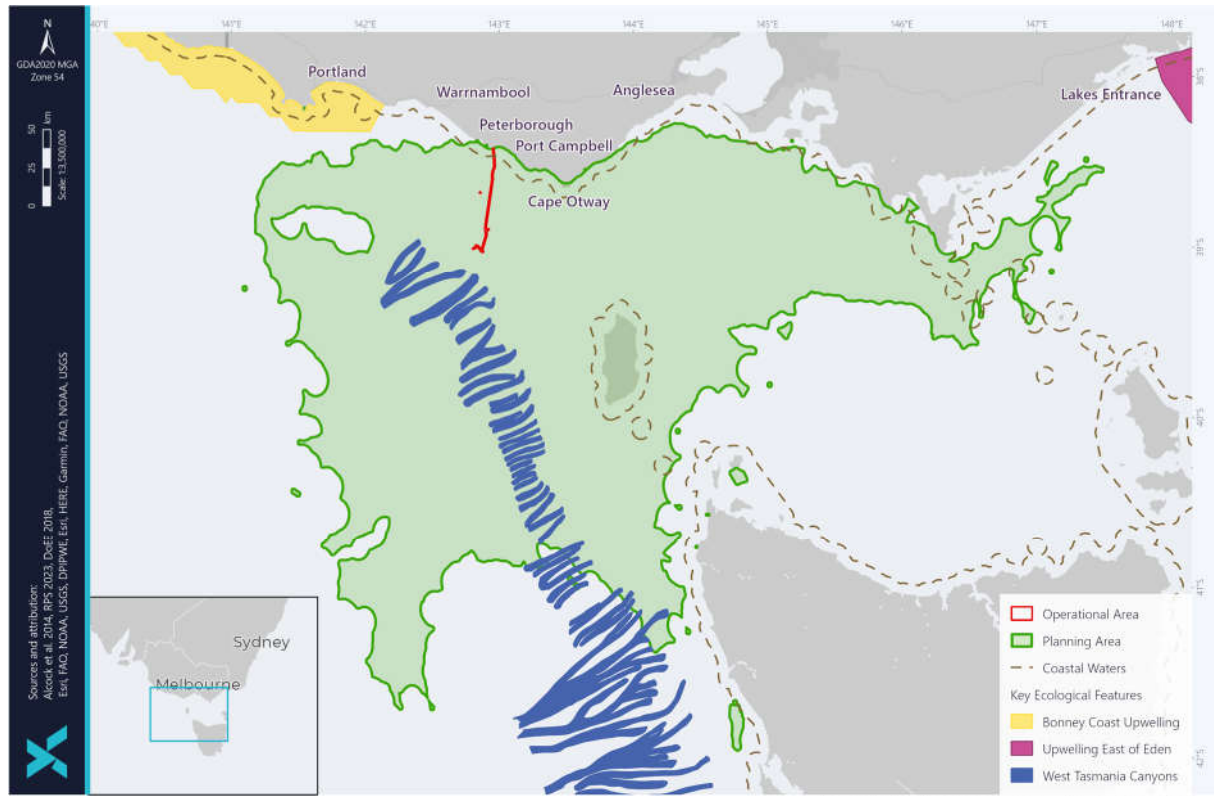 N
GDA2020 MGA
Zone 54
0 25 50 km
Scale: 1:3,500,000
Sources and attribution:
Alcock et al. 2014, RPS 2023, DoEE 2018,
Esri, FAO, NOAA, USGS, DPIPWE, Esri, HERE, Garmin, FAO, NOAA, USGS
140°E
141°E
142°E
143°E
144°E
145°E
146°E
147°E
148°E
38°S
39°S
40°S
41°S
42°S
Portland
Warrnambool
Anglesea
Lakes Entrance
Peterborough
Port Campbell
Cape Otway
Sydney
Melbourne
Operational Area
Planning Area
Coastal Waters
Key Ecological Features
Bonney Coast Upwelling
Upwelling East of Eden
West Tasmania Canyons